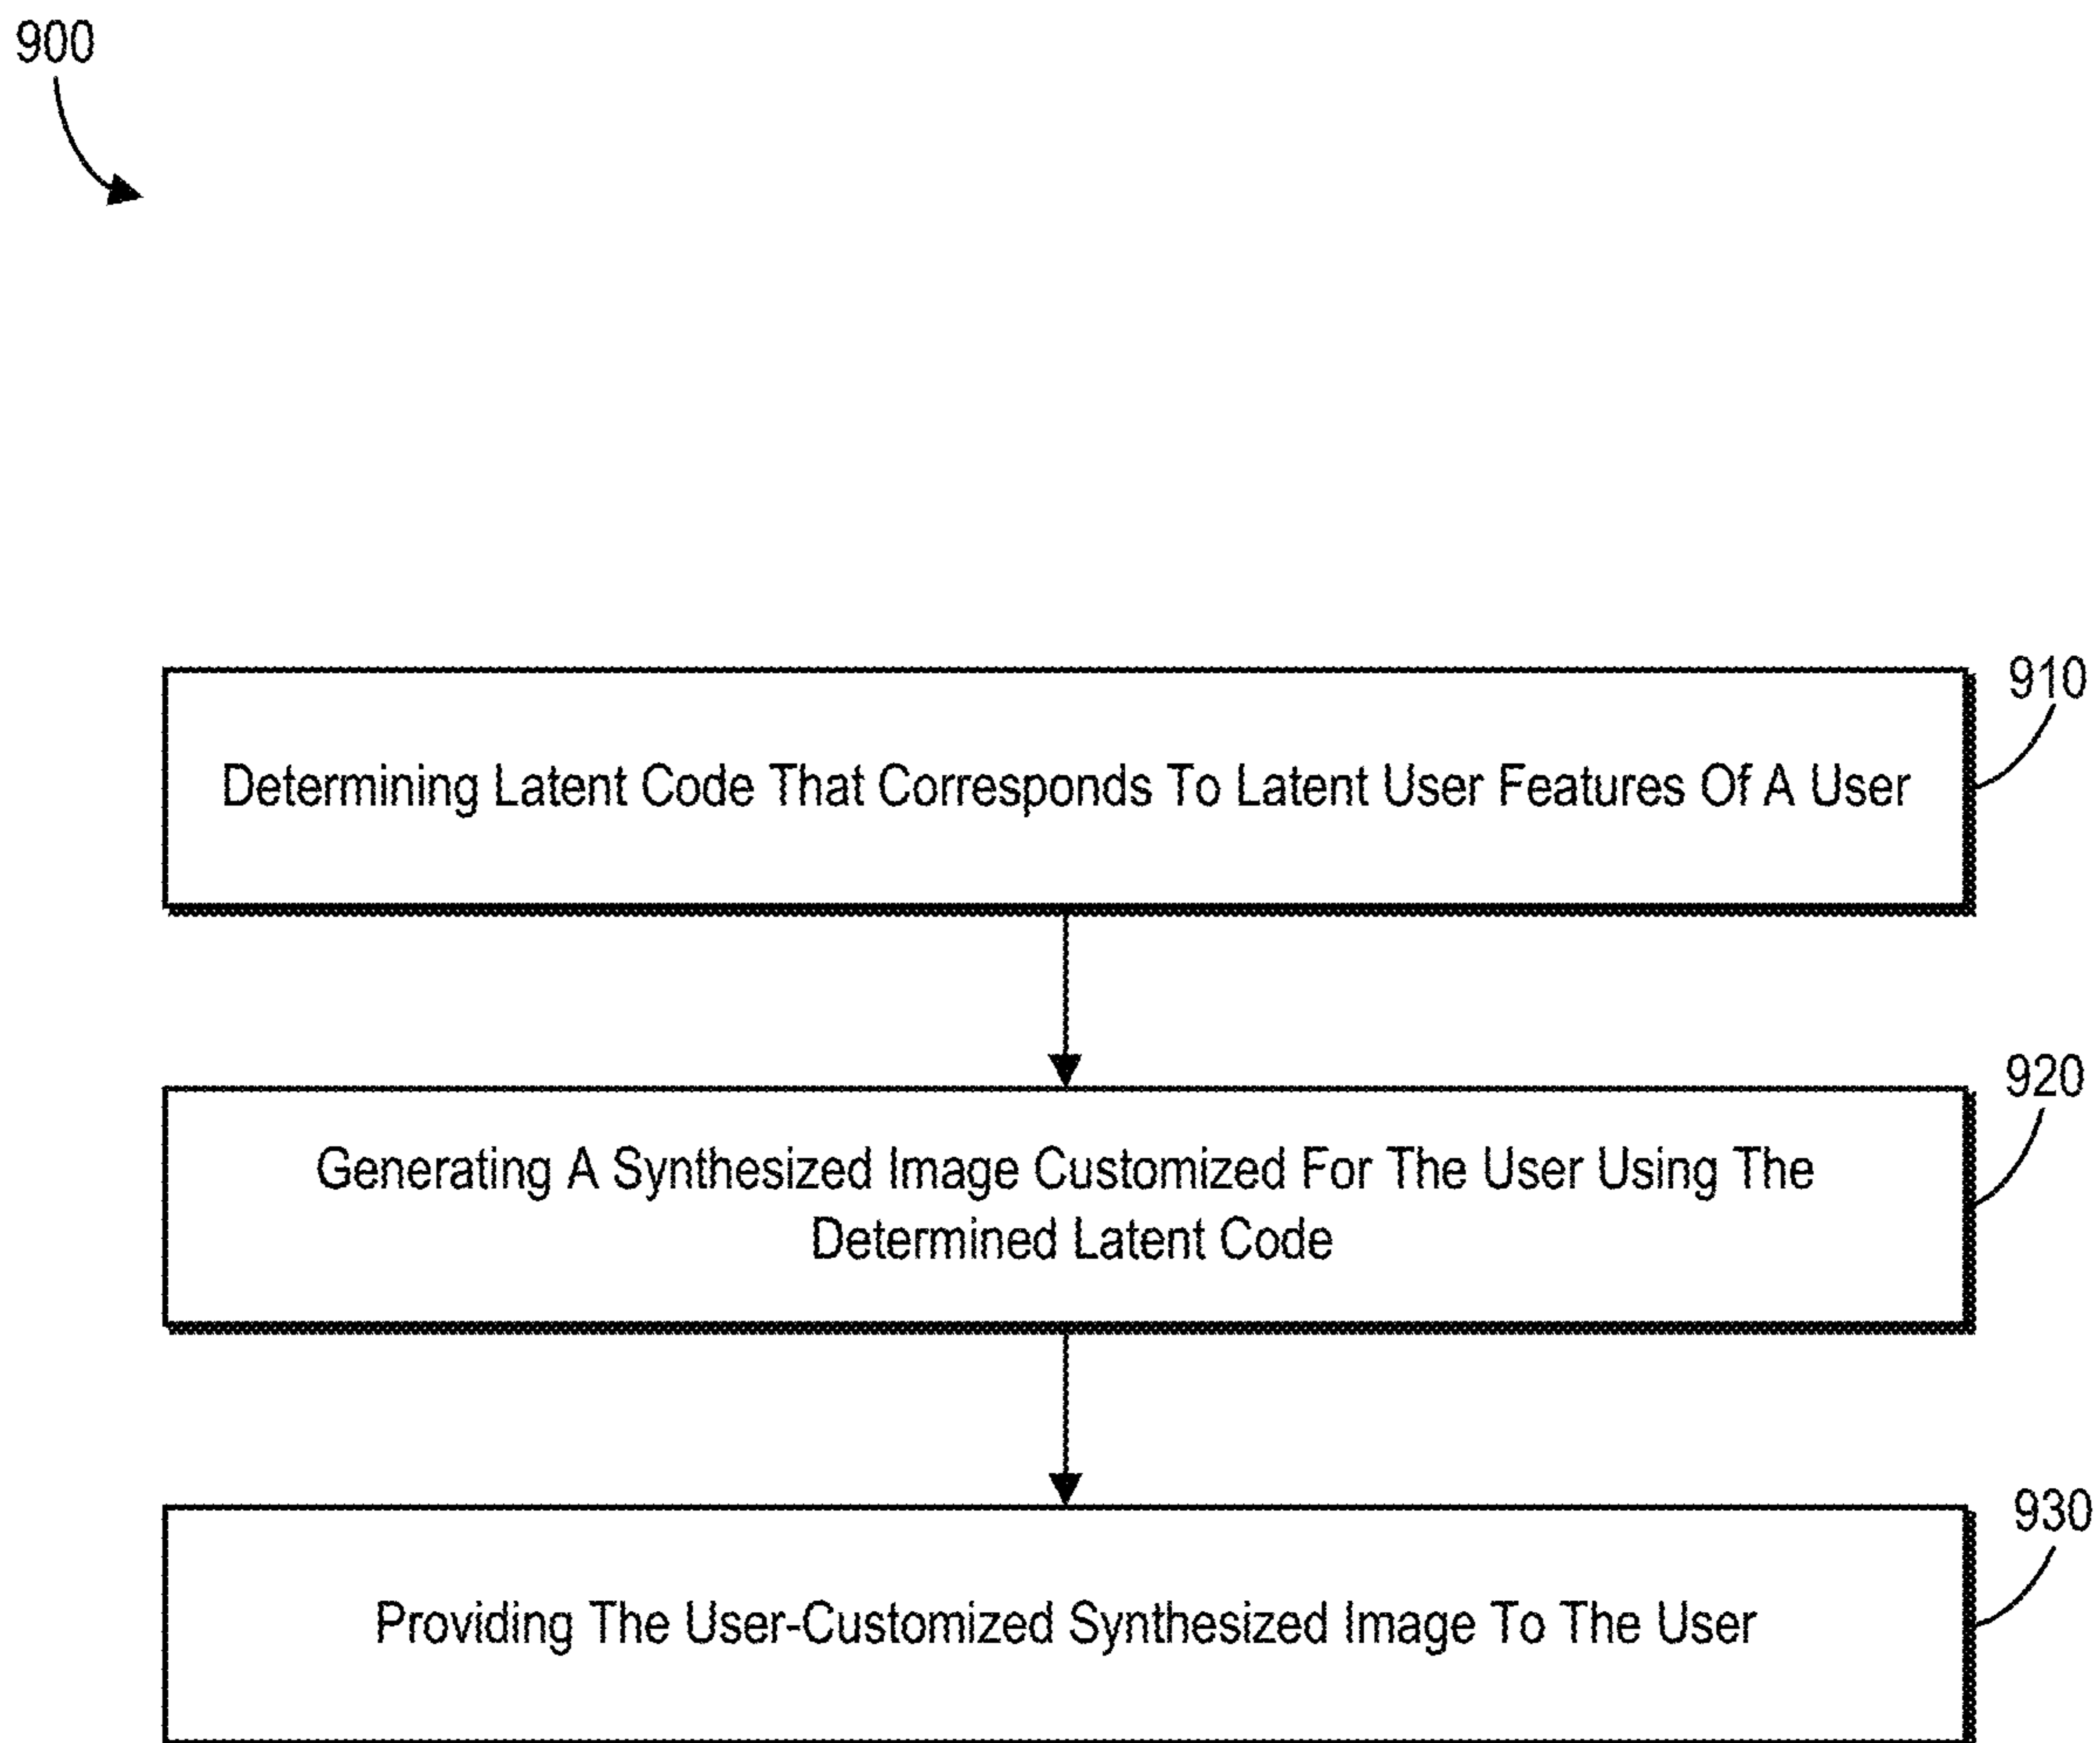 900
910
Determining Latent Code That Corresponds To Latent User Features Of A User
920
Generating A Synthesized Image Customized For The User Using The
Determined Latent Code
930
Providing The User-Customized Synthesized Image To The User